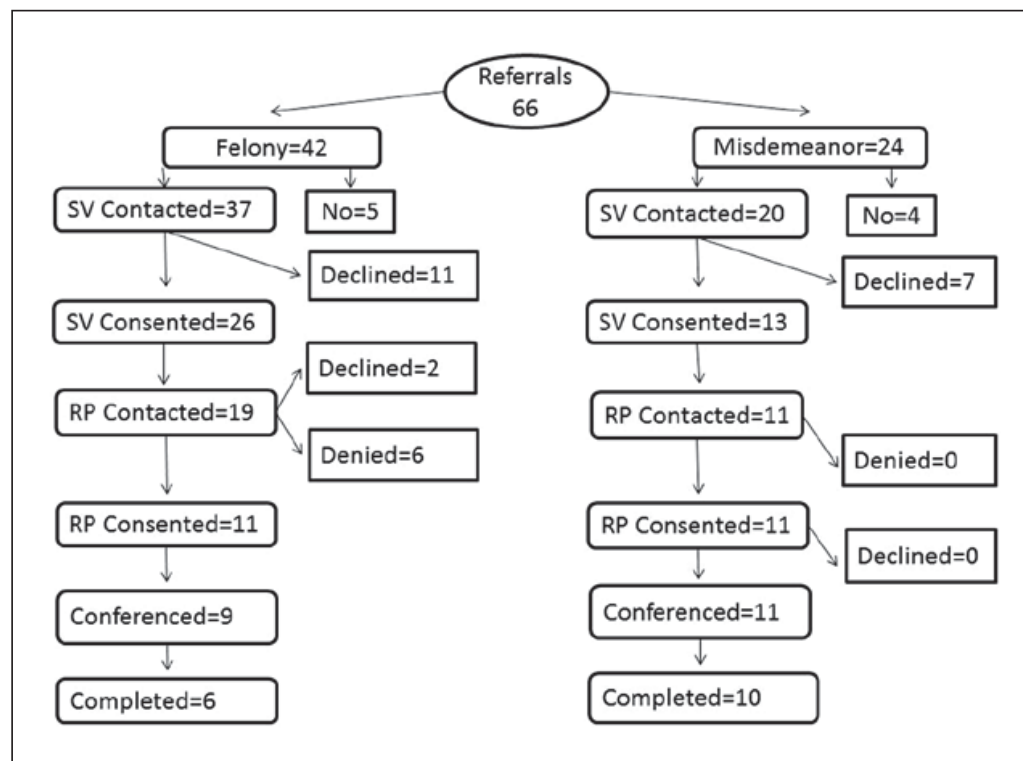 Referrals
66
Felony=42
Misdemeanor=24
SV Contacted=37
No=5
SV Contacted=20
No=4
Declined=11
Declined=7
SV Consented=26
SV Consented=13
Declined=2
RP Contacted=19
RP Contacted=11
Denied=6
Denied=0
RP Consented=11
RP Consented=11
Declined=0
Conferenced=9
Conferenced=11
Completed=6
Completed=10